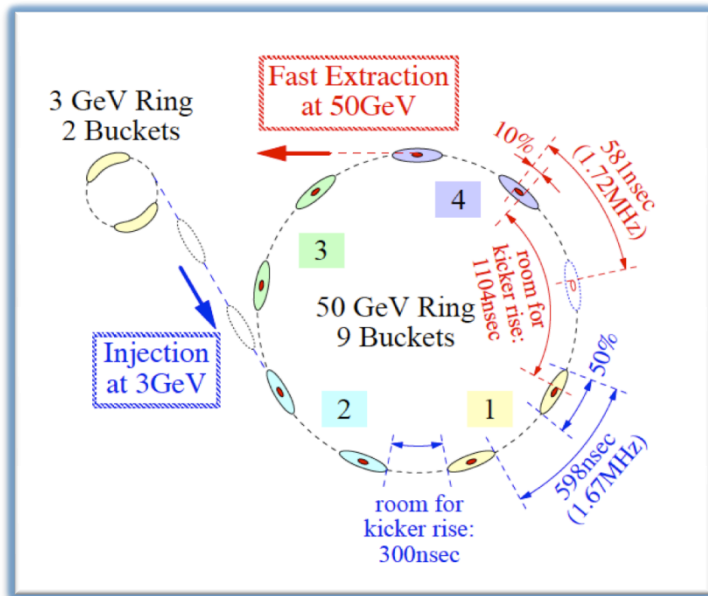 3 GeV Ring
2 Buckets
Fast Extraction
at 50GeV
10%
581nsec
(1.72MHz)
4
3
room for
kicker rise:
1104nsec
50 GeV Ring
9 Buckets
Injection
at 3GeV
2
1
50%
598nsec
(1.67MHz)
room for
kicker rise:
300nsec